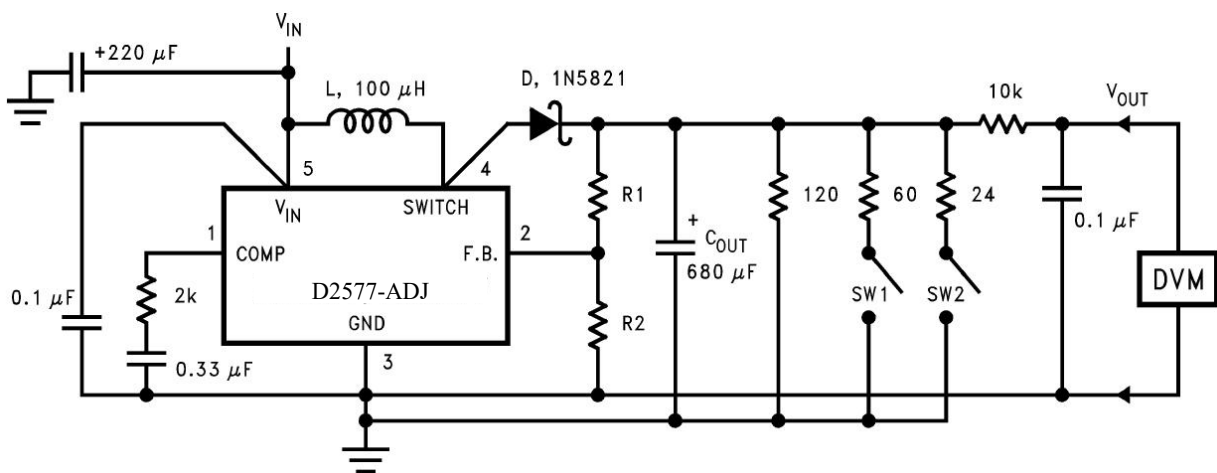 V_IN
+220 μF
L, 100 μH
D, 1N5821
10k
V_OUT
5
4
V_IN
SWITCH
R1
120
60
24
0.1 μF
1
COMP
2
F.B.
+
C_OUT
680 μF
0.1 μF
2k
D2577-ADJ
SW1
SW2
DVM
GND
R2
3
0.33 μF